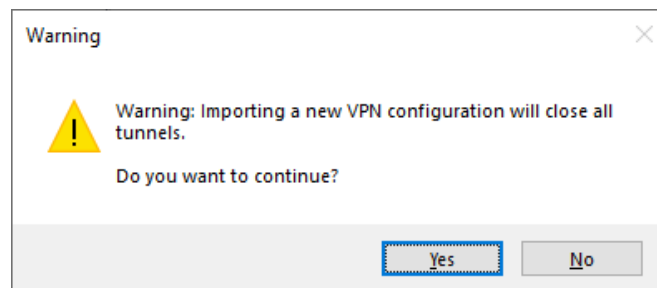 Warning
Warning: Importing a new VPN configuration will close all
tunnels.
Do you want to continue?
Yes
No